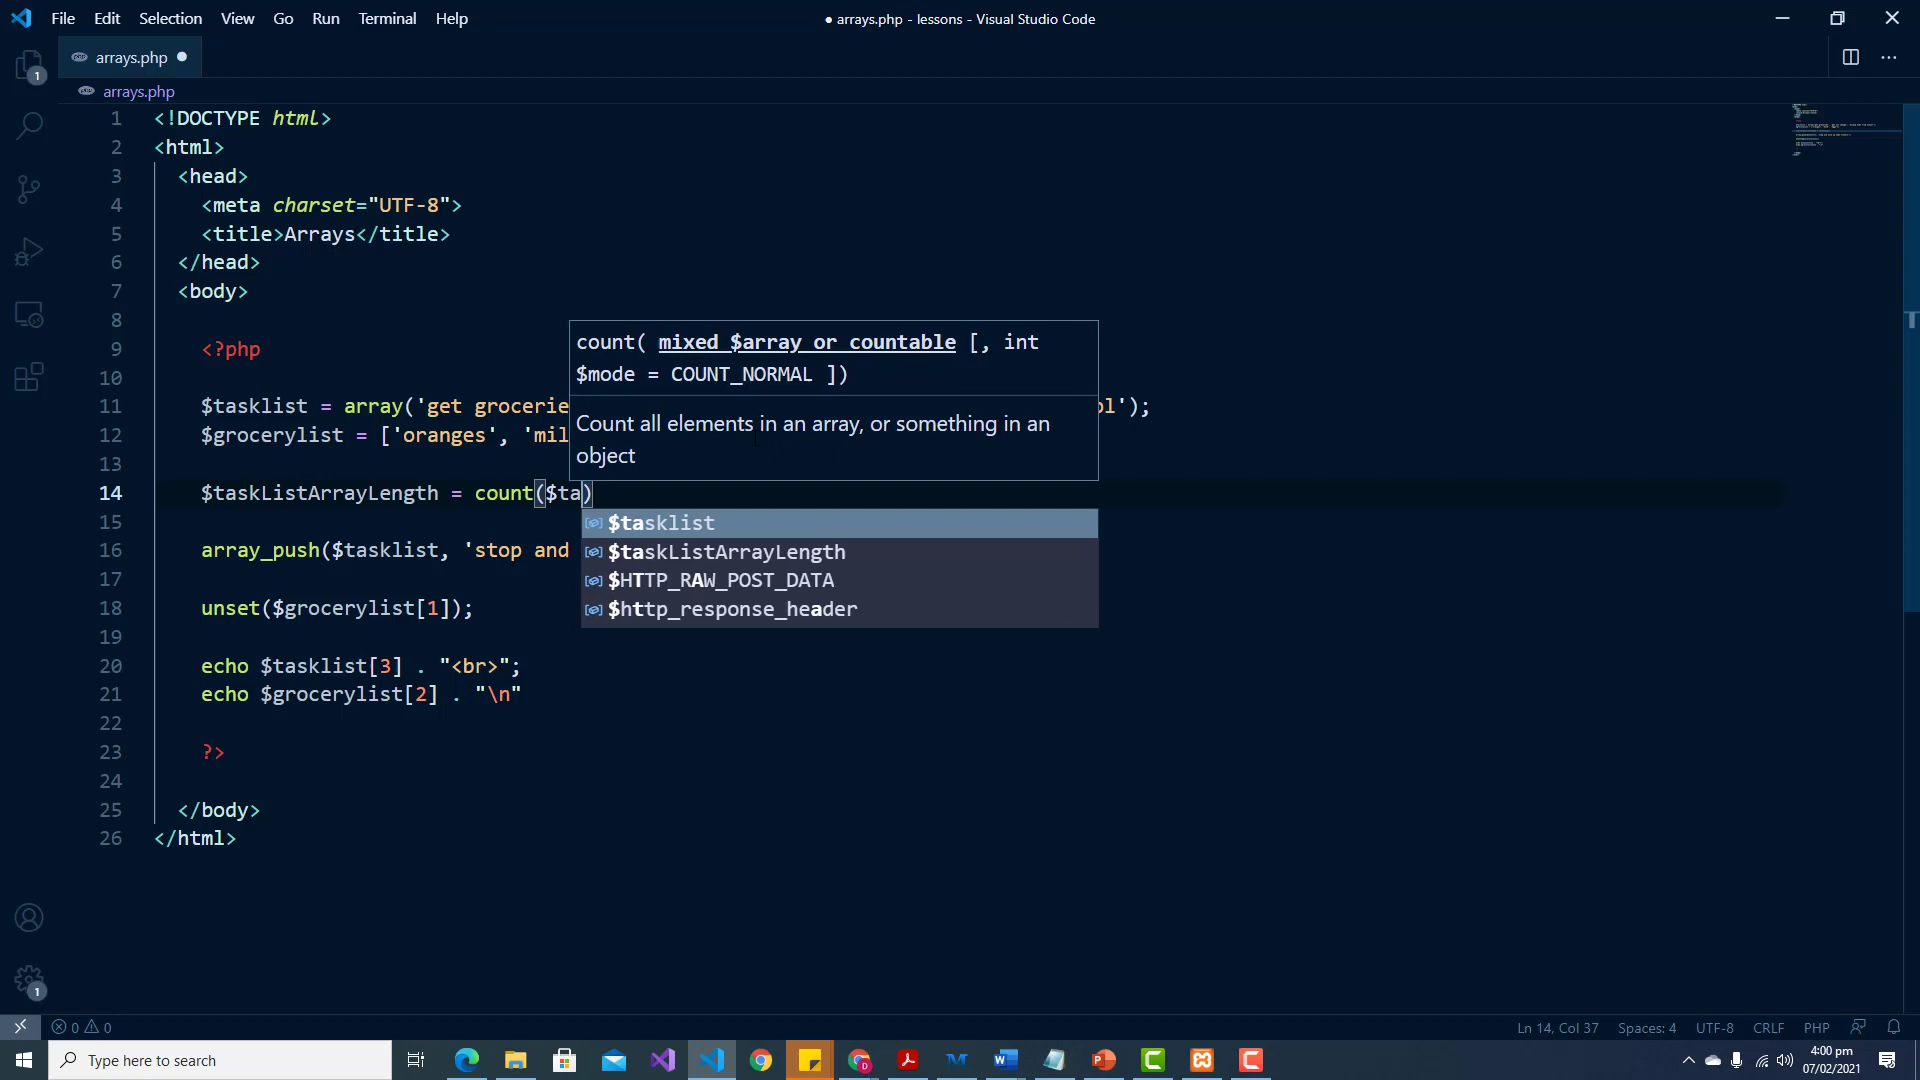 File Edit Selection View Go Run Terminal Help
● arrays.php - lessons - Visual Studio Code
arrays.php ●
arrays.php
1 <!DOCTYPE html>
2 <html>
3 <head>
4 <meta charset="UTF-8">
5 <title>Arrays</title>
6 </head>
7 <body>
8
9 <?php
10
11 $tasklist = array('get grocerie ol');
12 $grocerylist = ['oranges', 'mil
13
14 $taskListArrayLength = count($ta)
15
16 array_push($tasklist, 'stop and
17
18 unset($grocerylist[1]);
19
20 echo $tasklist[3] . "<br>";
21 echo $grocerylist[2] . "\n"
22
23 ?>
24
25 </body>
26 </html>
count( mixed $array_or_countable [, int
$mode = COUNT_NORMAL ])
Count all elements in an array, or something in an
object
$tasklist
$taskListArrayLength
$HTTP_RAW_POST_DATA
$http_response_header
1
1
0 0
Ln 14, Col 37 Spaces: 4 UTF-8 CRLF PHP
Type here to search
4:00 pm
07/02/2021